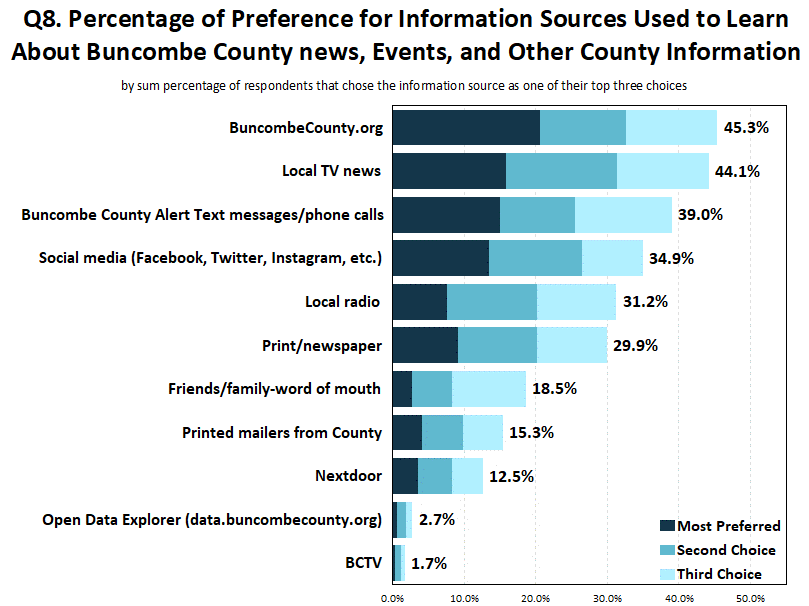 Q8. Percentage of Preference for Information Sources Used to Learn
About Buncombe County news, Events, and Other County Information
by sum percentage of respondents that chose the information source as one of their top three choices
BuncombeCounty.org 45.3%
Local TV news 44.1%
Buncombe County Alert Text messages/phone calls 39.0%
Social media (Facebook, Twitter, Instagram, etc.) 34.9%
Local radio 31.2%
Print/newspaper 29.9%
Friends/family-word of mouth 18.5%
Printed mailers from County 15.3%
Nextdoor 12.5%
Open Data Explorer (data.buncombecounty.org) 2.7%
BCTV 1.7%
Most Preferred
Second Choice
Third Choice
0.0% 10.0% 20.0% 30.0% 40.0% 50.0%